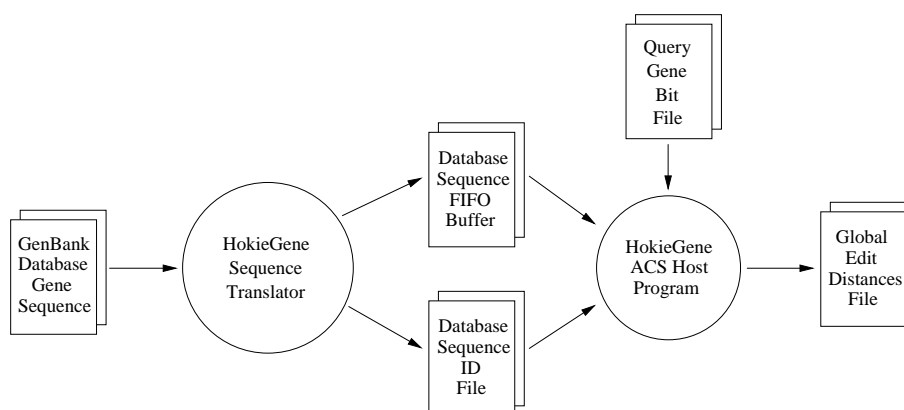 GenBank
Database
Gene
Sequence
HokieGene
Sequence
Translator
Database
Sequence
FIFO
Buffer
Database
Sequence
ID
File
Query
Gene
Bit
File
HokieGene
ACS Host
Program
Global
Edit
Distances
File